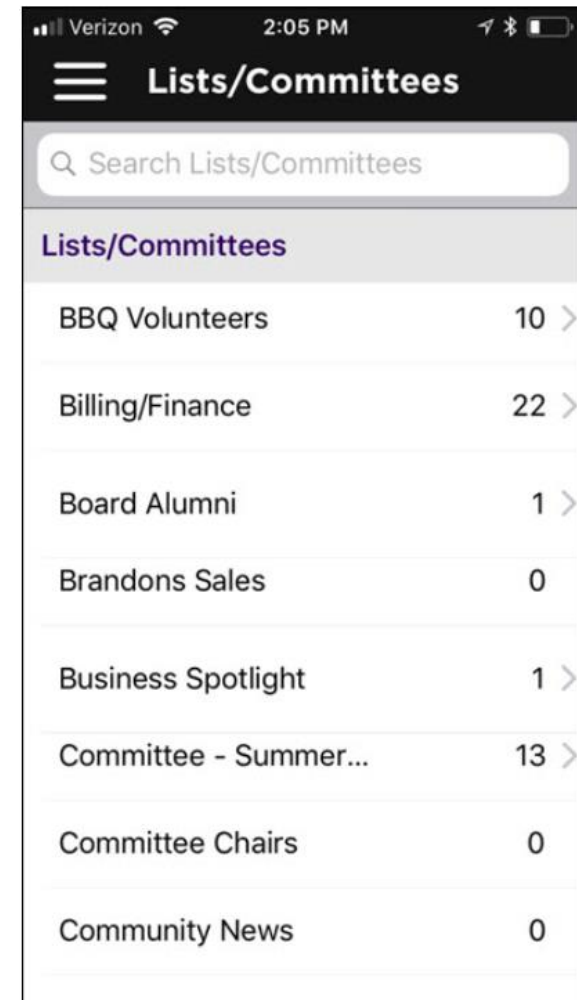 Verizon 2:05 PM
Lists/Committees
Search Lists/Committees
Lists/Committees
BBQ Volunteers 10
Billing/Finance 22
Board Alumni 1
Brandons Sales 0
Business Spotlight 1
Committee - Summer... 13
Committee Chairs 0
Community News 0